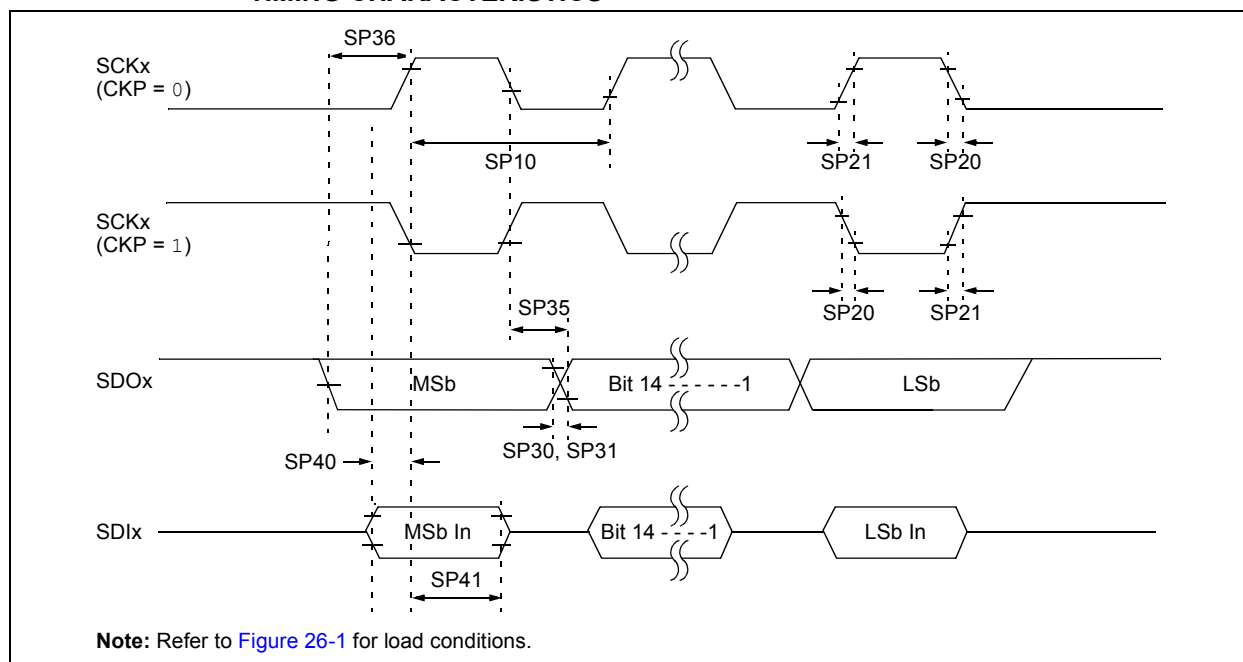 TIMING CHARACTERISTICS
SP36
SCKx
(CKP = 0)
SP10
SP21
SP20
SCKx
(CKP = 1)
SP35
SP20
SP21
SDOx
MSb
Bit 14 - - - - - -1
LSb
SP40
SP30, SP31
SDIx
MSb In
Bit 14 - - - -1
LSb In
SP41
Note: Refer to Figure 26-1 for load conditions.